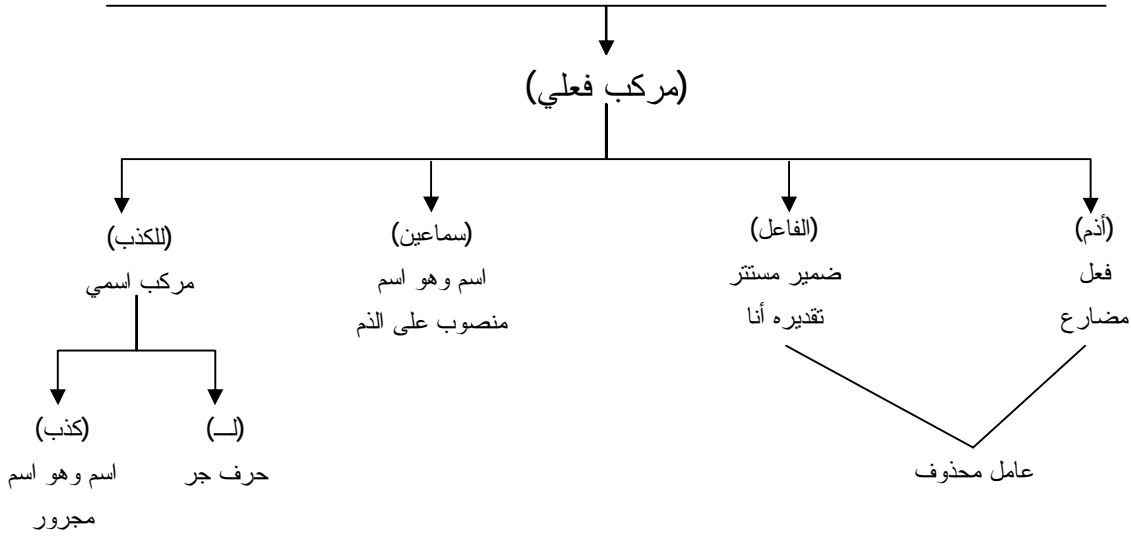 (مركب فعلي)
(أذم)
فعل
مضارع
(الفاعل)
ضمير مستتر
تقديره أنا
(سماعين)
اسم وهو اسم
منصوب على الذم
(للكذب)
مركب اسمي
عامل محذوف
(لـ)
حرف جر
(كذب)
اسم وهو اسم
مجرور